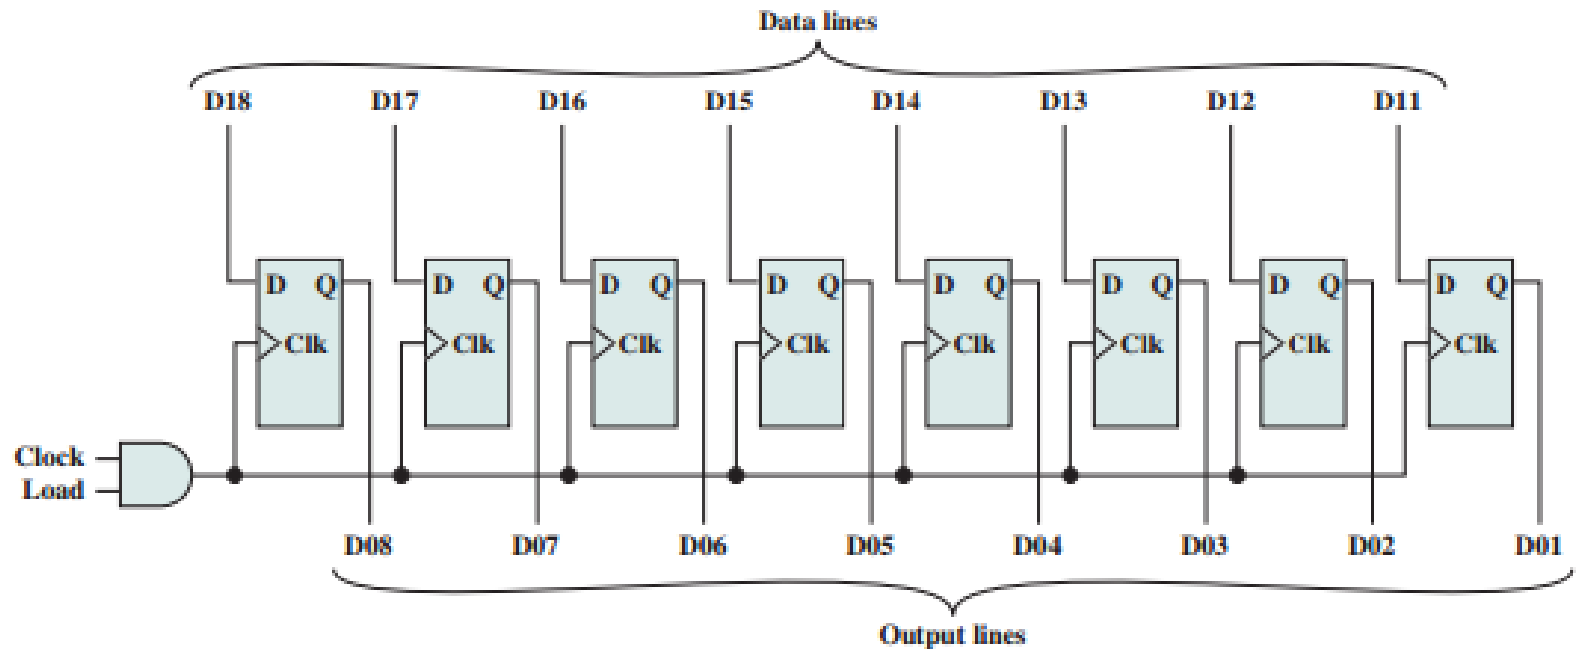 Data lines
D18 D17 D16 D15 D14 D13 D12 D11
D Q D Q D Q D Q D Q D Q D Q D Q
Clk Clk Clk Clk Clk Clk Clk Clk
Clock
Load
D08 D07 D06 D05 D04 D03 D02 D01
Output lines